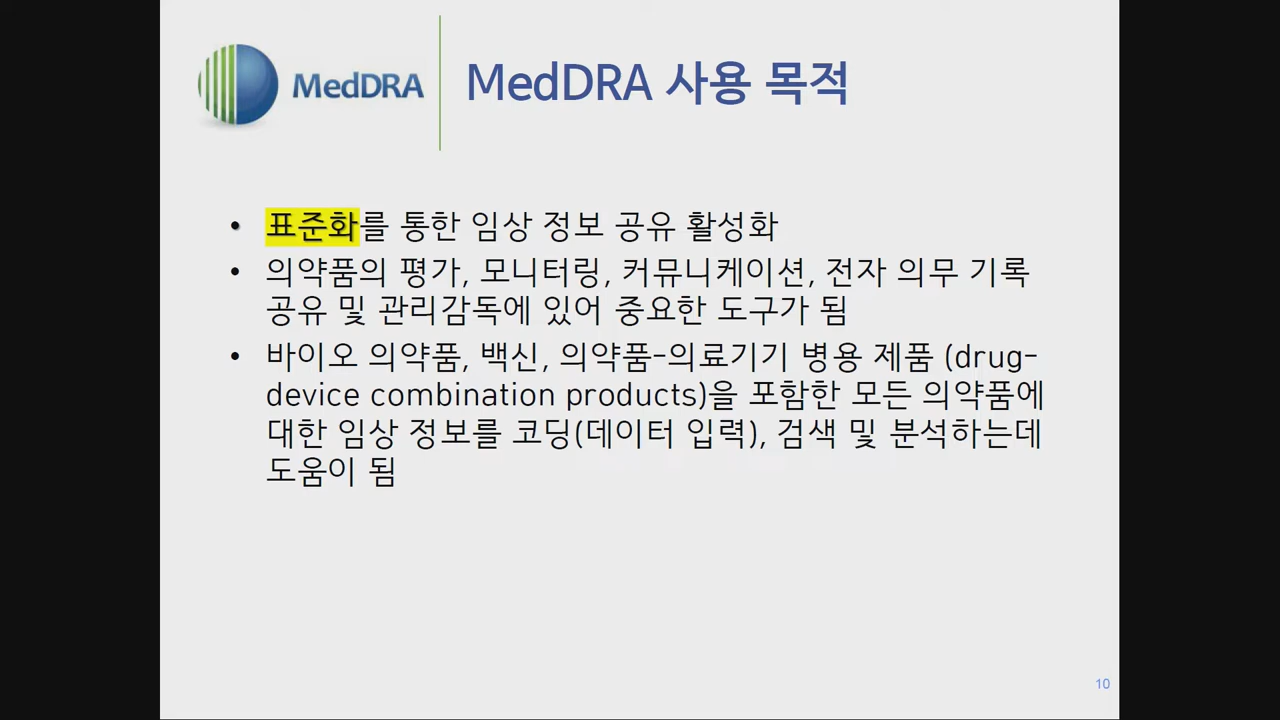 MedDRA
MedDRA 사용 목적
• 표준화를 통한 임상 정보 공유 활성화
• 의약품의 평가, 모니터링, 커뮤니케이션, 전자 의무 기록
공유 및 관리감독에 있어 중요한 도구가 됨
• 바이오 의약품, 백신, 의약품-의료기기 병용 제품 (drug-
device combination products)을 포함한 모든 의약품에
대한 임상 정보를 코딩(데이터 입력), 검색 및 분석하는데
도움이 됨
10